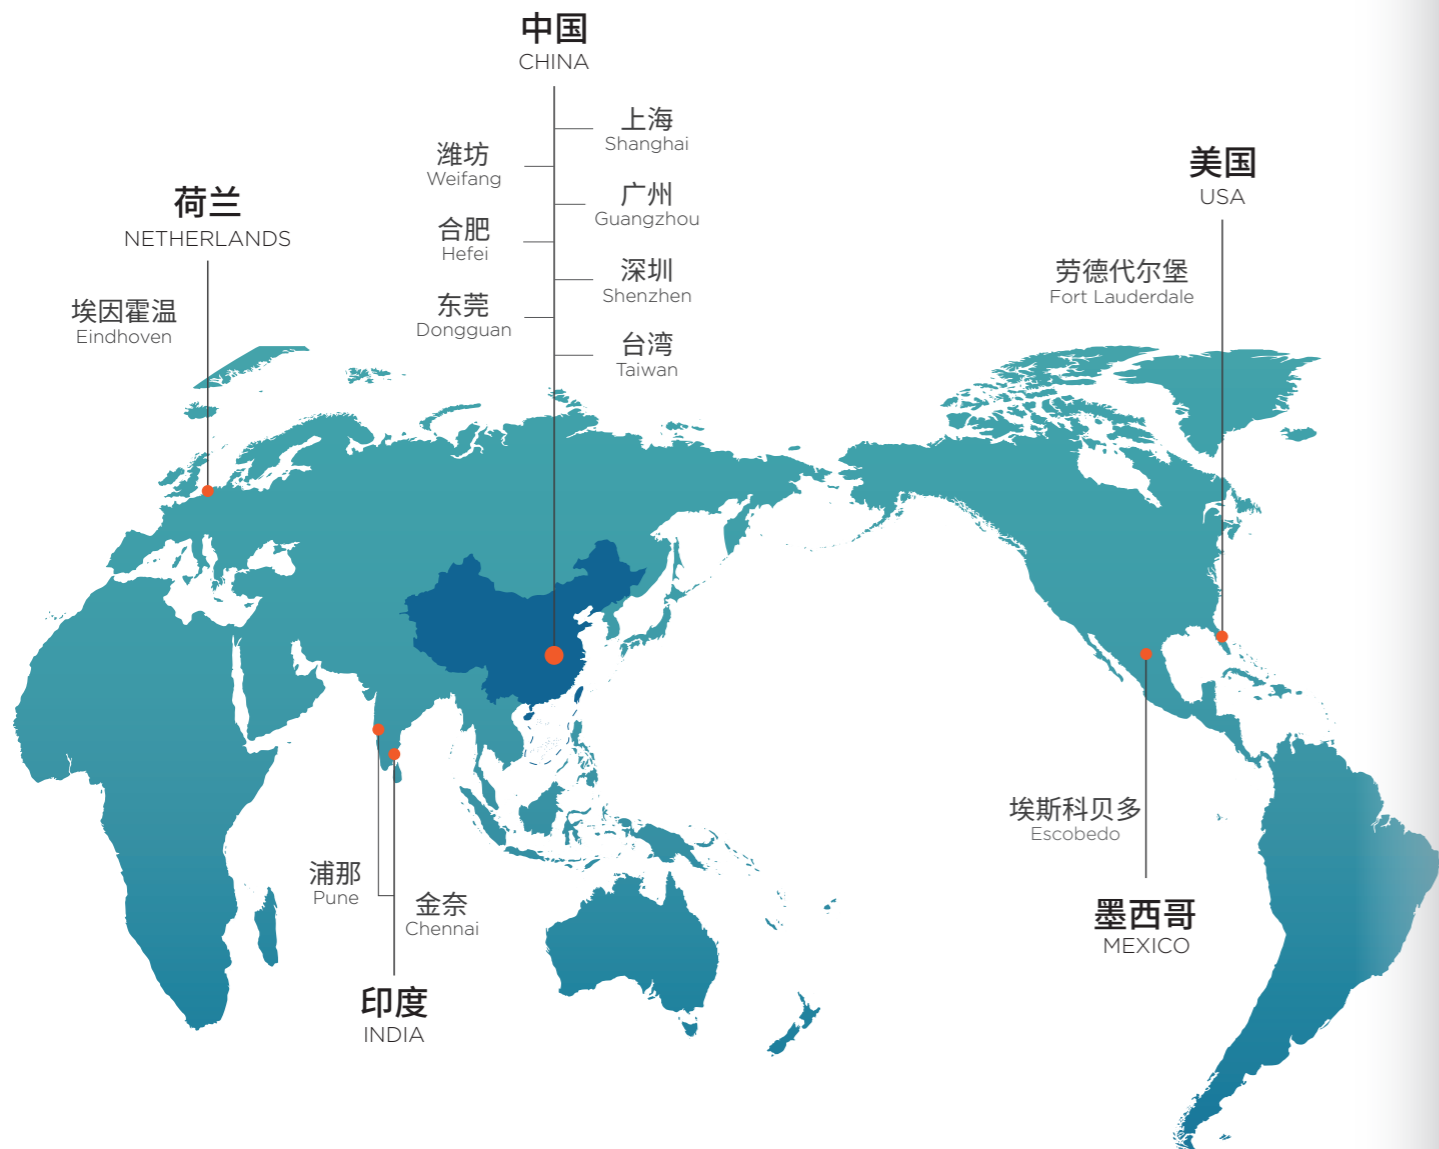 中国
CHINA
上海
Shanghai
潍坊
Weifang
广州
Guangzhou
合肥
Hefei
深圳
Shenzhen
东莞
Dongguan
台湾
Taiwan
荷兰
NETHERLANDS
埃因霍温
Eindhoven
美国
USA
劳德代尔堡
Fort Lauderdale
埃斯科贝多
Escobedo
墨西哥
MEXICO
浦那
Pune
金奈
Chennai
印度
INDIA